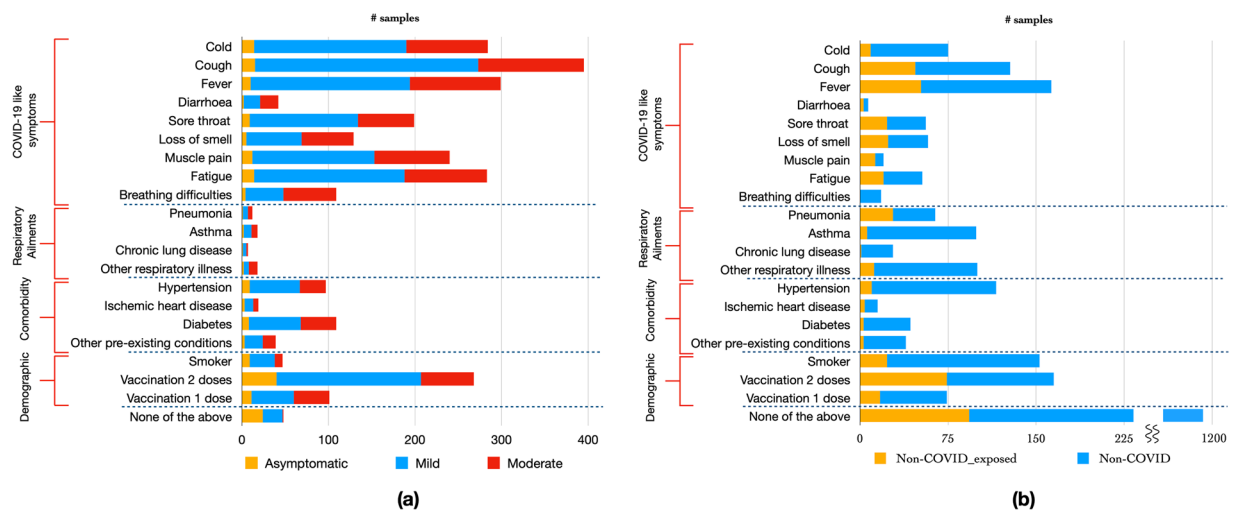 # samples
COVID-19 like
symptoms
Cold
Cough
Fever
Diarrhoea
Sore throat
Loss of smell
Muscle pain
Fatigue
Breathing difficulties
Respiratory
Ailments
Pneumonia
Asthma
Chronic lung disease
Other respiratory illness
Comorbidity
Hypertension
Ischemic heart disease
Diabetes
Other pre-existing conditions
Demographic
Smoker
Vaccination 2 doses
Vaccination 1 dose
None of the above
0 100 200 300 400
Asymptomatic Mild Moderate
(a)
# samples
COVID-19 like
symptoms
Cold
Cough
Fever
Diarrhoea
Sore throat
Loss of smell
Muscle pain
Fatigue
Breathing difficulties
Respiratory
Ailments
Pneumonia
Asthma
Chronic lung disease
Other respiratory illness
Comorbidity
Hypertension
Ischemic heart disease
Diabetes
Other pre-existing conditions
Demographic
Smoker
Vaccination 2 doses
Vaccination 1 dose
None of the above
0 75 150 225 1200
Non-COVID_exposed Non-COVID
(b)